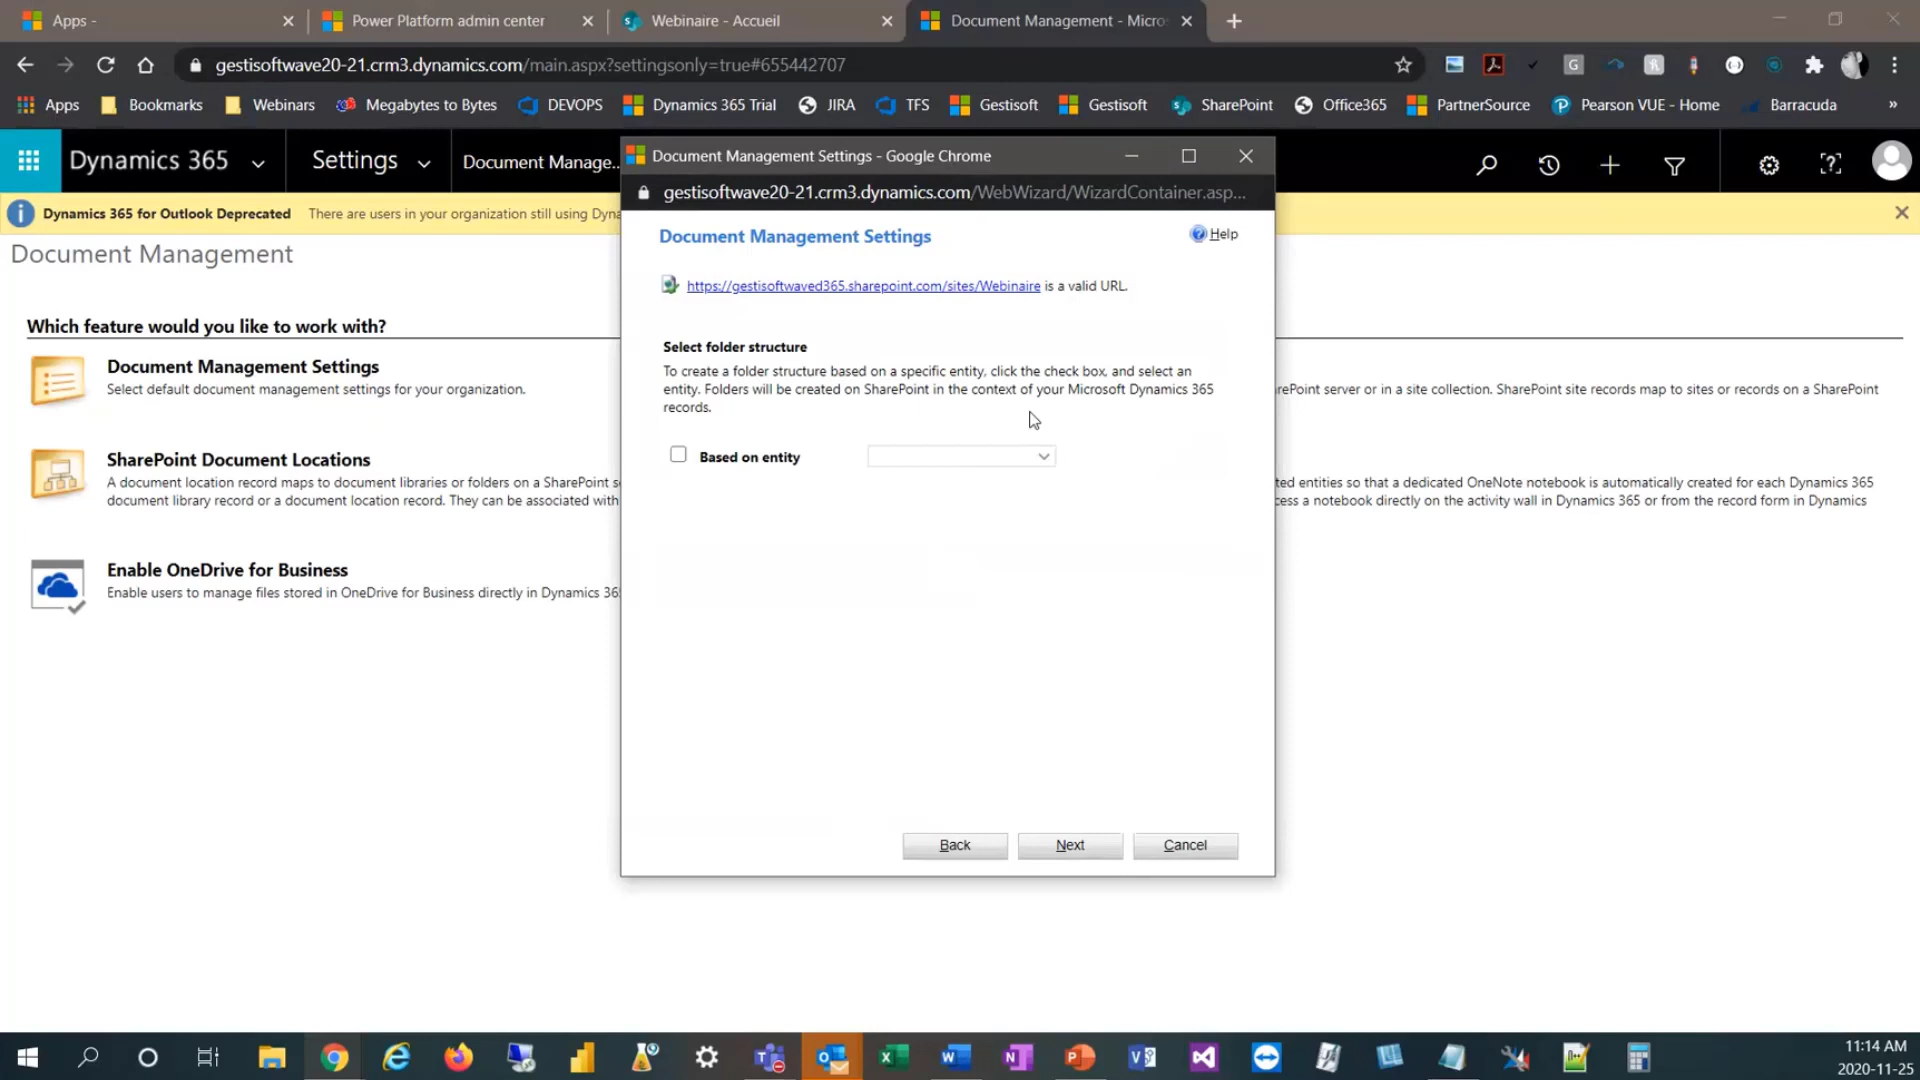 Apps -
Power Platform admin center
Webinaire - Accueil
Document Management - Micro
gestisoftwave20-21.crm3.dynamics.com/main.aspx?settingsonly=true#655442707
Apps
Bookmarks
Webinars
Megabytes to Bytes
DEVOPS
Dynamics 365 Trial
JIRA
TFS
Gestisoft
Gestisoft
SharePoint
Office365
PartnerSource
Pearson VUE - Home
Barracuda
Dynamics 365
Settings
Document Manage...
Dynamics 365 for Outlook Deprecated There are users in your organization still using Dyna
Document Management
Which feature would you like to work with?
Document Management Settings
Select default document management settings for your organization.
rePoint server or in a site collection. SharePoint site records map to sites or records on a SharePoint
SharePoint Document Locations
A document location record maps to document libraries or folders on a SharePoint s
document library record or a document location record. They can be associated with
ted entities so that a dedicated OneNote notebook is automatically created for each Dynamics 365
cess a notebook directly on the activity wall in Dynamics 365 or from the record form in Dynamics
Enable OneDrive for Business
Enable users to manage files stored in OneDrive for Business directly in Dynamics 365
Document Management Settings - Google Chrome
gestisoftwave20-21.crm3.dynamics.com/WebWizard/WizardContainer.asp...
Document Management Settings
Help
https://gestisoftwaved365.sharepoint.com/sites/Webinaire is a valid URL.
Select folder structure
To create a folder structure based on a specific entity, click the check box, and select an
entity. Folders will be created on SharePoint in the context of your Microsoft Dynamics 365
records.
Based on entity
Back
Next
Cancel
11:14 AM
2020-11-25